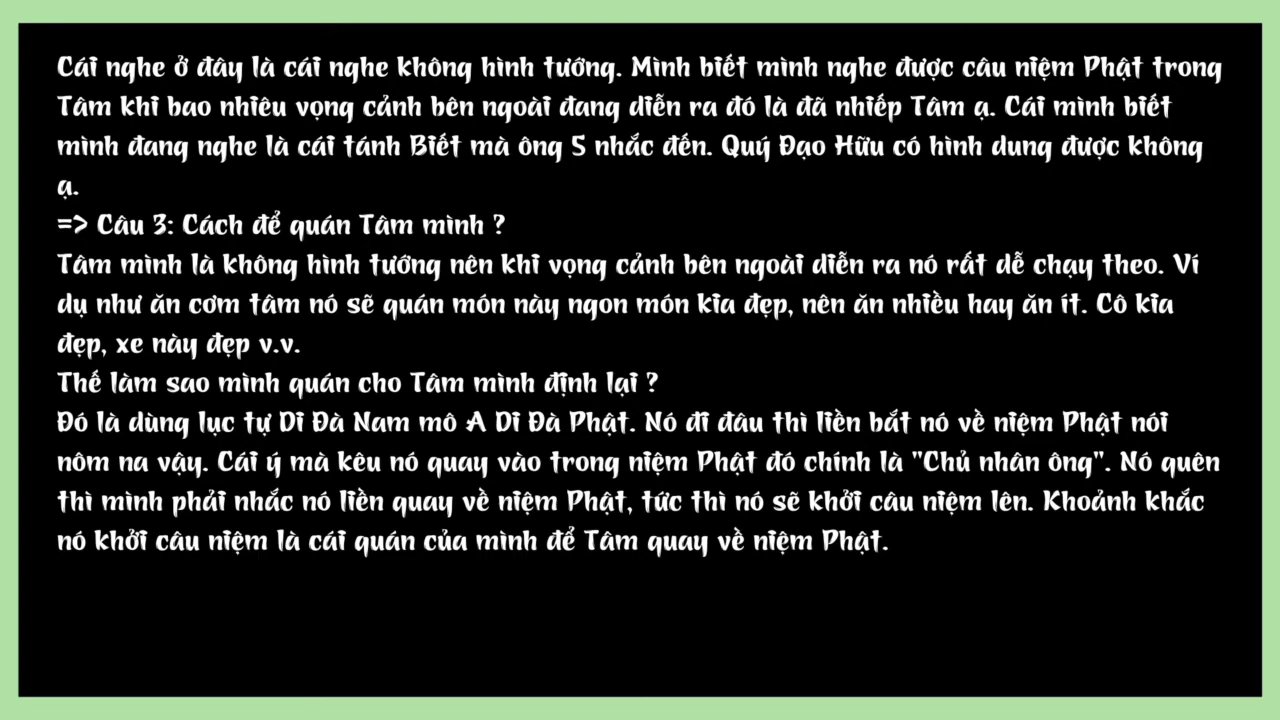 Cái nghe ở đây là cái nghe không hình tướng. Mình biết mình nghe được câu niệm Phật trong
Tâm khi bao nhiêu vọng cảnh bên ngoài đang diễn ra đó là đã nhiếp Tâm ạ. Cái mình biết
mình đang nghe là cái tánh Biết mà ông 5 nhắc đến. Quý Đạo Hữu có hình dung được không
ạ.
=> Câu 3: Cách để quán Tâm mình ?
Tâm mình là không hình tướng nên khi vọng cảnh bên ngoài diễn ra nó rất dễ chạy theo. Ví
dụ như ăn cơm tâm nó sẽ quán món này ngon món kia đẹp, nên ăn nhiều hay ăn ít. Cô kia
đẹp, xe này đẹp v.v.
Thế làm sao mình quán cho Tâm mình định lại ?
Đó là dùng lục tự Di Đà Nam mô A Di Đà Phật. Nó đi đâu thì liền bắt nó về niệm Phật nói
nôm na vậy. Cái ý mà kêu nó quay vào trong niệm Phật đó chính là "Chủ nhân ông". Nó quên
thì mình phải nhắc nó liền quay về niệm Phật, tức thì nó sẽ khởi câu niệm lên. Khoảnh khắc
nó khởi câu niệm là cái quán của mình để Tâm quay về niệm Phật.